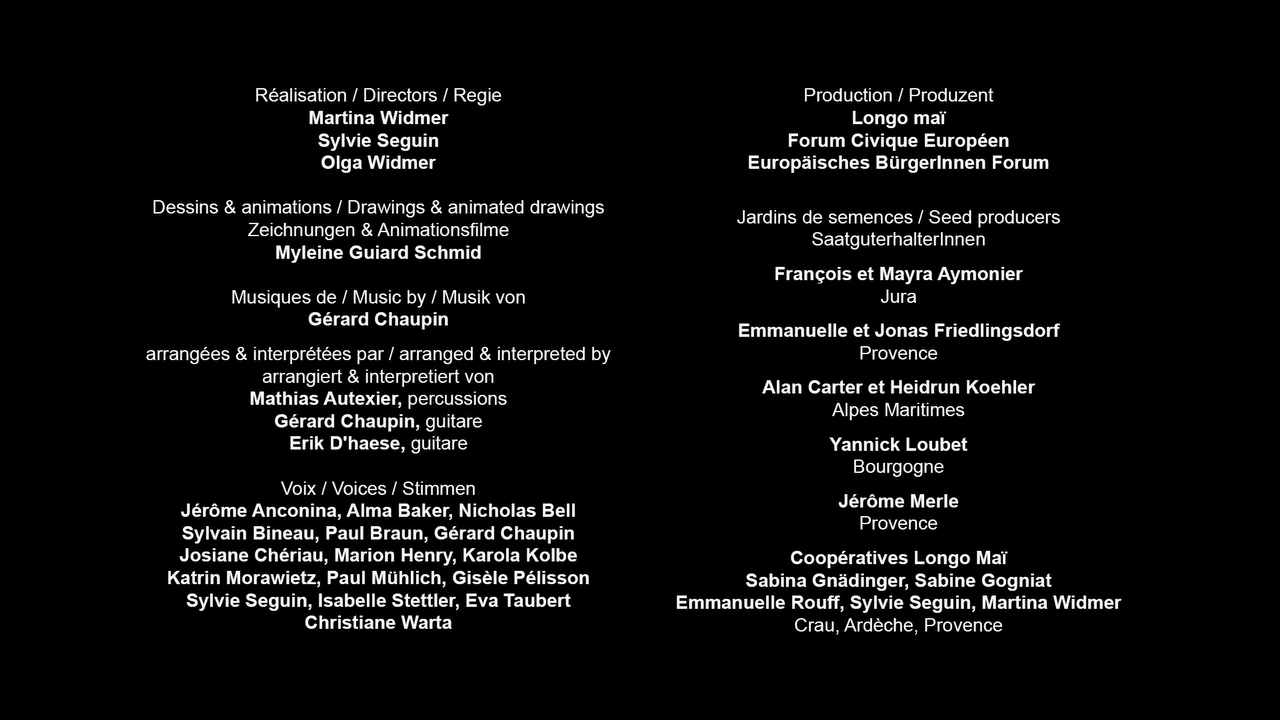 Réalisation / Directors / Regie
Martina Widmer
Sylvie Seguin
Olga Widmer
Dessins & animations / Drawings & animated drawings
Zeichnungen & Animationsfilme
Myleine Guiard Schmid
Musiques de / Music by / Musik von
Gérard Chaupin
arrangées & interprétées par / arranged & interpreted by
arrangiert & interpretiert von
Mathias Autexier, percussions
Gérard Chaupin, guitare
Erik D'haese, guitare
Voix / Voices / Stimmen
Jérôme Anconina, Alma Baker, Nicholas Bell
Sylvain Bineau, Paul Braun, Gérard Chaupin
Josiane Chériau, Marion Henry, Karola Kolbe
Katrin Morawietz, Paul Mühlich, Gisèle Pélisson
Sylvie Seguin, Isabelle Stettler, Eva Taubert
Christiane Warta
Production / Produzent
Longo maï
Forum Civique Européen
Europäisches BürgerInnen Forum
Jardins de semences / Seed producers
SaatguterhalterInnen
François et Mayra Aymonier
Jura
Emmanuelle et Jonas Friedlingsdorf
Provence
Alan Carter et Heidrun Koehler
Alpes Maritimes
Yannick Loubet
Bourgogne
Jérôme Merle
Provence
Coopératives Longo Maï
Sabina Gnädinger, Sabine Gogniat
Emmanuelle Rouff, Sylvie Seguin, Martina Widmer
Crau, Ardèche, Provence